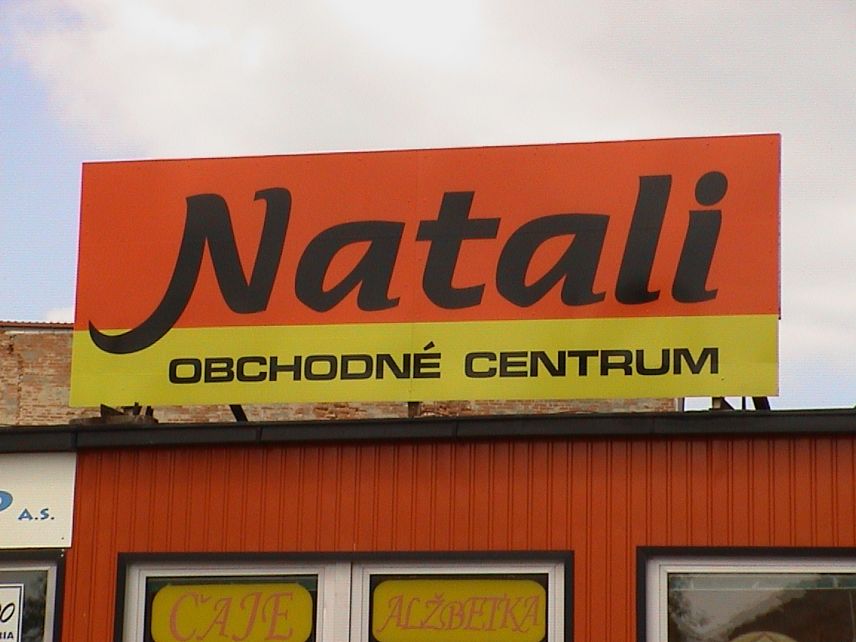 Natali
OBCHODNÉ CENTRUM
A.S.
ČAJE
ALŽBETKA